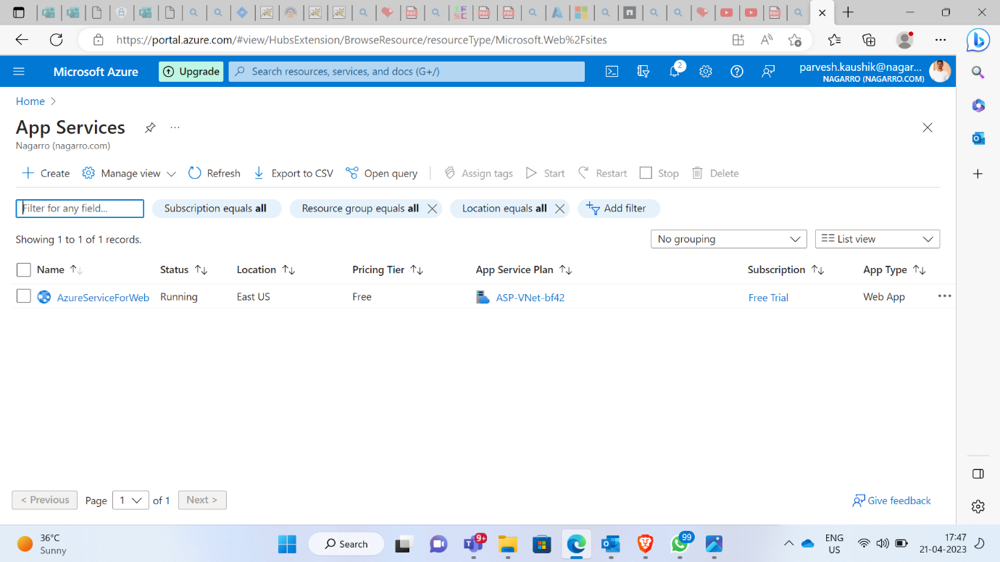 https://portal.azure.com/#view/HubsExtension/BrowseResource/resourceType/Microsoft.Web%2Fsites
Microsoft Azure
Upgrade
Search resources, services, and docs (G+/)
2
parvesh.kaushik@nagar...
NAGARRO (NAGARRO.COM)
Home
App Services
Nagarro (nagarro.com)
Create Manage view Refresh Export to CSV Open query Assign tags Start Restart Stop Delete
Filter for any field... Subscription equals all Resource group equals all Location equals all Add filter
Showing 1 to 1 of 1 records.
No grouping List view
Name Status Location Pricing Tier App Service Plan Subscription App Type
AzureServiceForWeb Running East US Free ASP-VNet-bf42 Free Trial Web App
< Previous Page 1 of 1 Next >
Give feedback
36°C
Sunny
Search
9+
99
ENG
US
17:47
21-04-2023